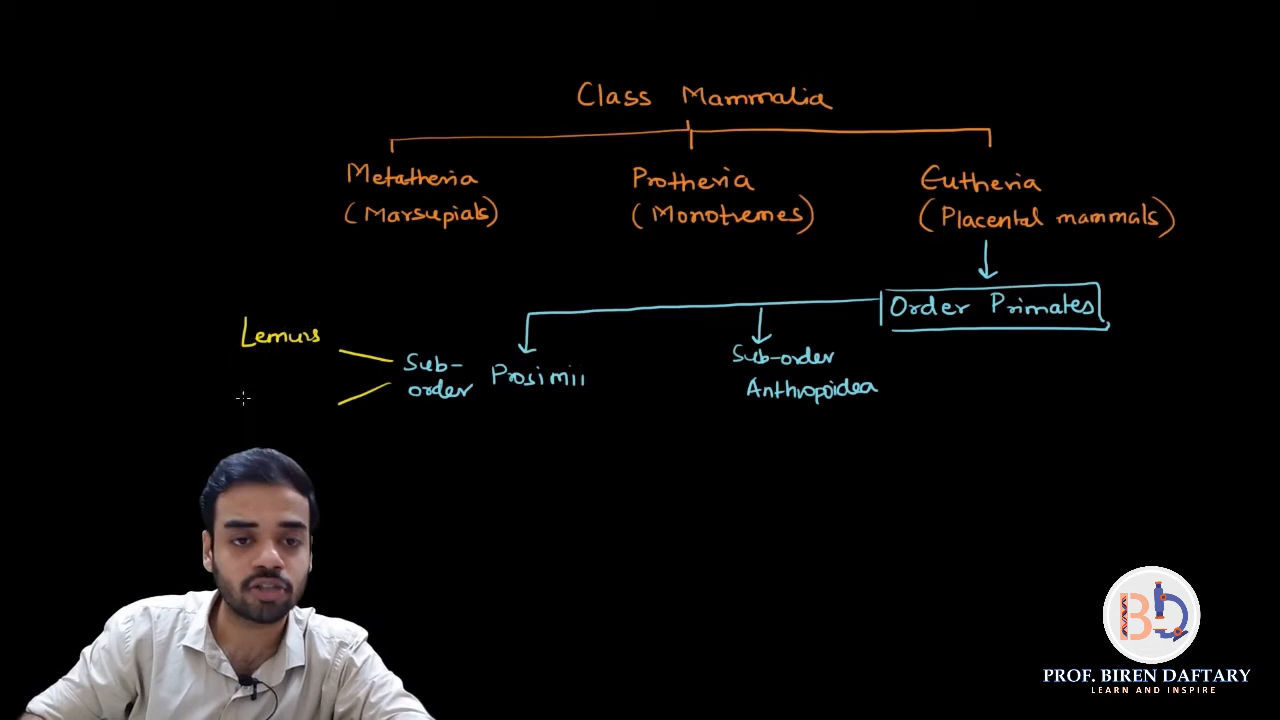 Class Mammalia
Metatheria
(Marsupials)
Protheria
(Monotremes)
Eutheria
(Placental mammals)
Order Primates
Lemurs
Sub-
order Prosimii
Sub-order
Anthropoidea
BD
PROF. BIREN DAFTARY
LEARN AND INSPIRE